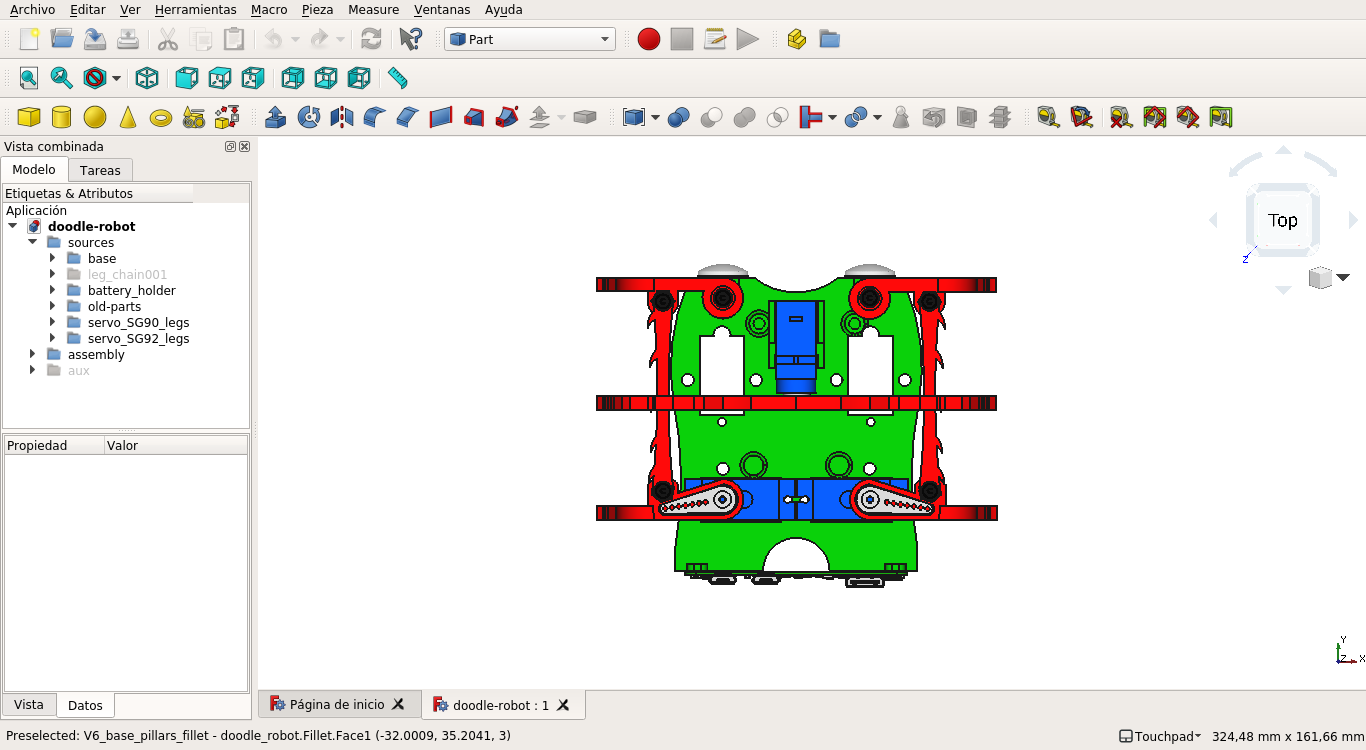 Archivo Editar Ver Herramientas Macro Pieza Measure Ventanas Ayuda
Part
Vista combinada
Modelo Tareas
Etiquetas & Atributos
Aplicación
doodle-robot
sources
base
leg_chain001
battery_holder
old-parts
servo_SG90_legs
servo_SG92_legs
assembly
aux
Propiedad Valor
Vista Datos
Top
Z
Y
Z X
Página de inicio doodle-robot : 1
Preselected: V6_base_pillars_fillet - doodle_robot.Fillet.Face1 (-32.0009, 35.2041, 3) Touchpad 324,48 mm x 161,66 mm